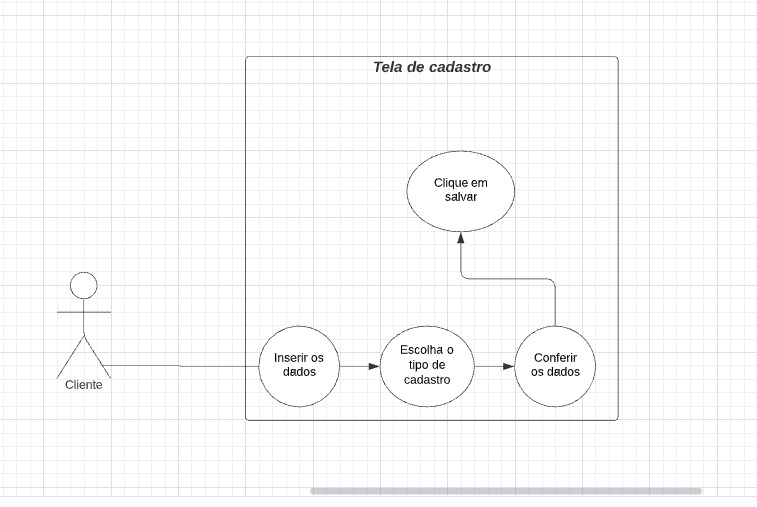 Tela de cadastro
Clique em
salvar
Cliente
Inserir os
dados
Escolha o
tipo de
cadastro
Conferir
os dados